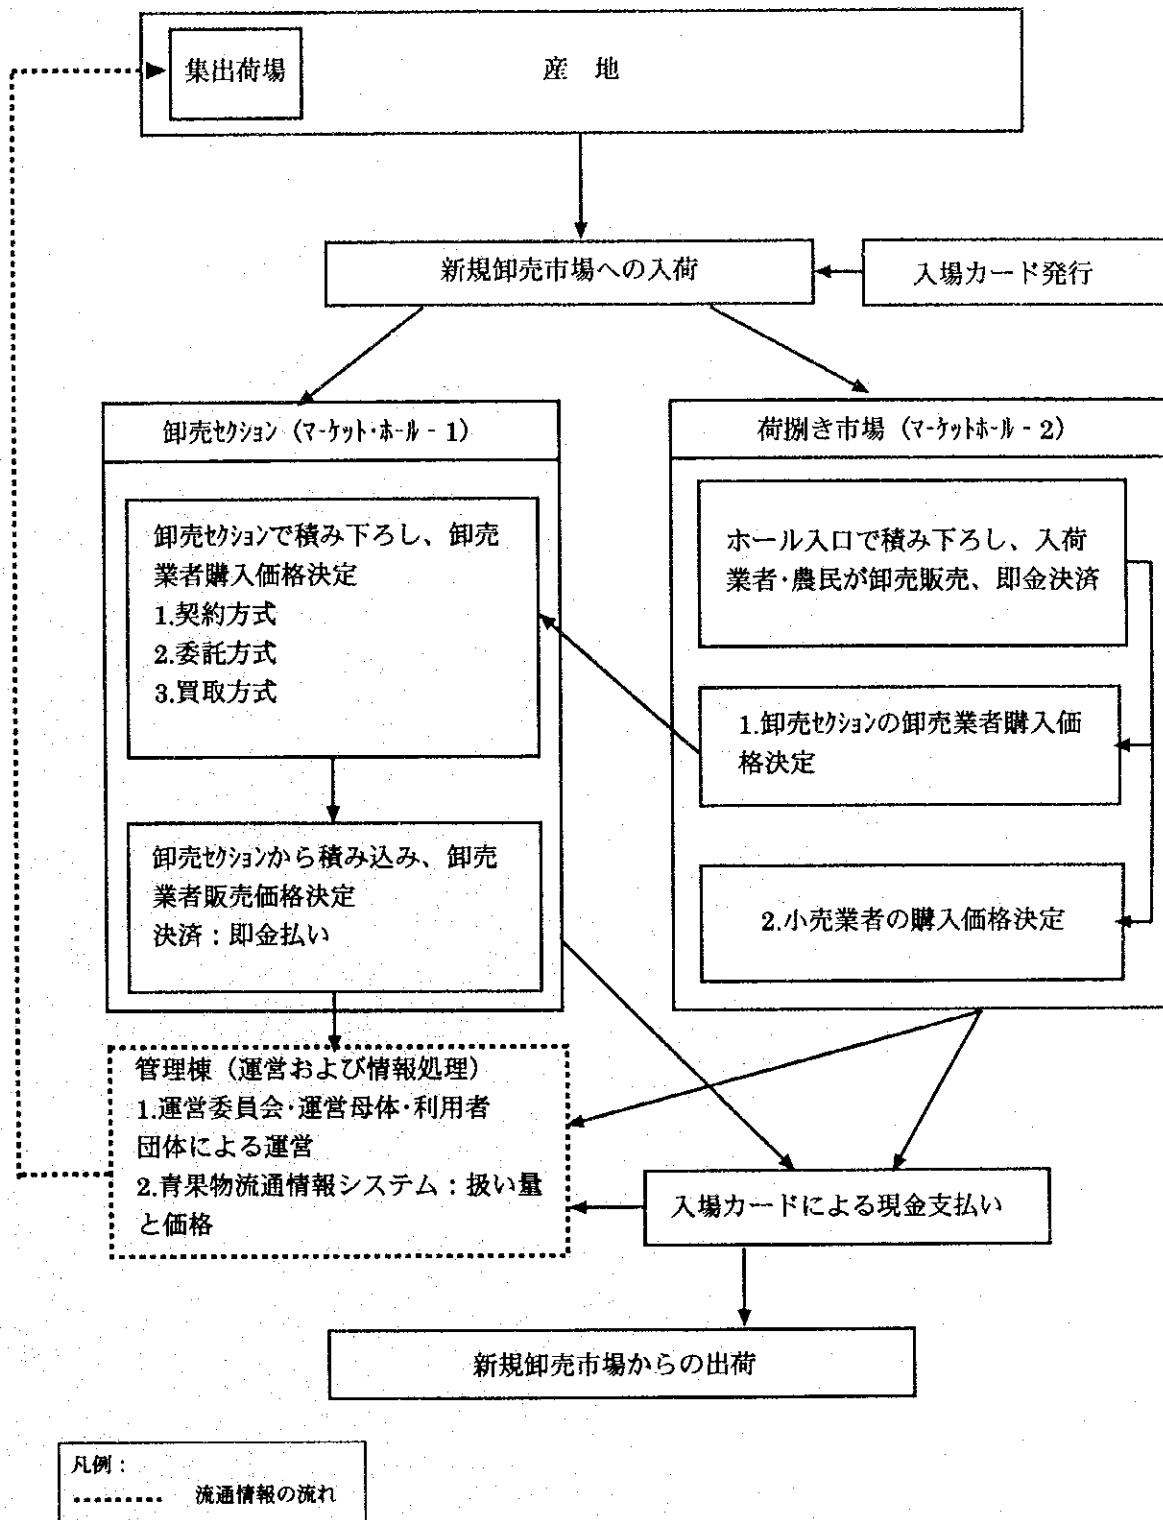 集出荷場
産 地
新規卸売市場への入荷
入場カード発行
卸売ｾｸｼｮﾝ（ﾏｰｹｯﾄ･ﾎｰﾙ - 1）
卸売ｾｸｼｮﾝで積み下ろし、卸売
業者購入価格決定
1.契約方式
2.委託方式
3.買取方式
卸売ｾｸｼｮﾝから積み込み、卸売
業者販売価格決定
決済：即金払い
荷捌き市場（ﾏｰｹｯﾄﾎｰﾙ - 2）
ホール入口で積み下ろし、入荷
業者･農民が卸売販売、即金決済
1.卸売ｾｸｼｮﾝの卸売業者購入価
格決定
2.小売業者の購入価格決定
管理棟（運営および情報処理）
1.運営委員会･運営母体･利用者
団体による運営
2.青果物流通情報システム：扱い量
と価格
入場カードによる現金支払い
新規卸売市場からの出荷
凡例：
流通情報の流れ